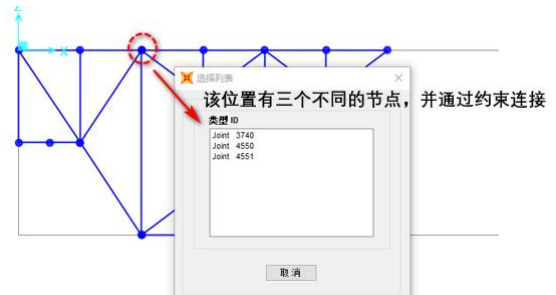 Z
X
选择列表
该位置有三个不同的节点，并通过约束连接
类型 ID
Joint 3740
Joint 4550
Joint 4551
取消